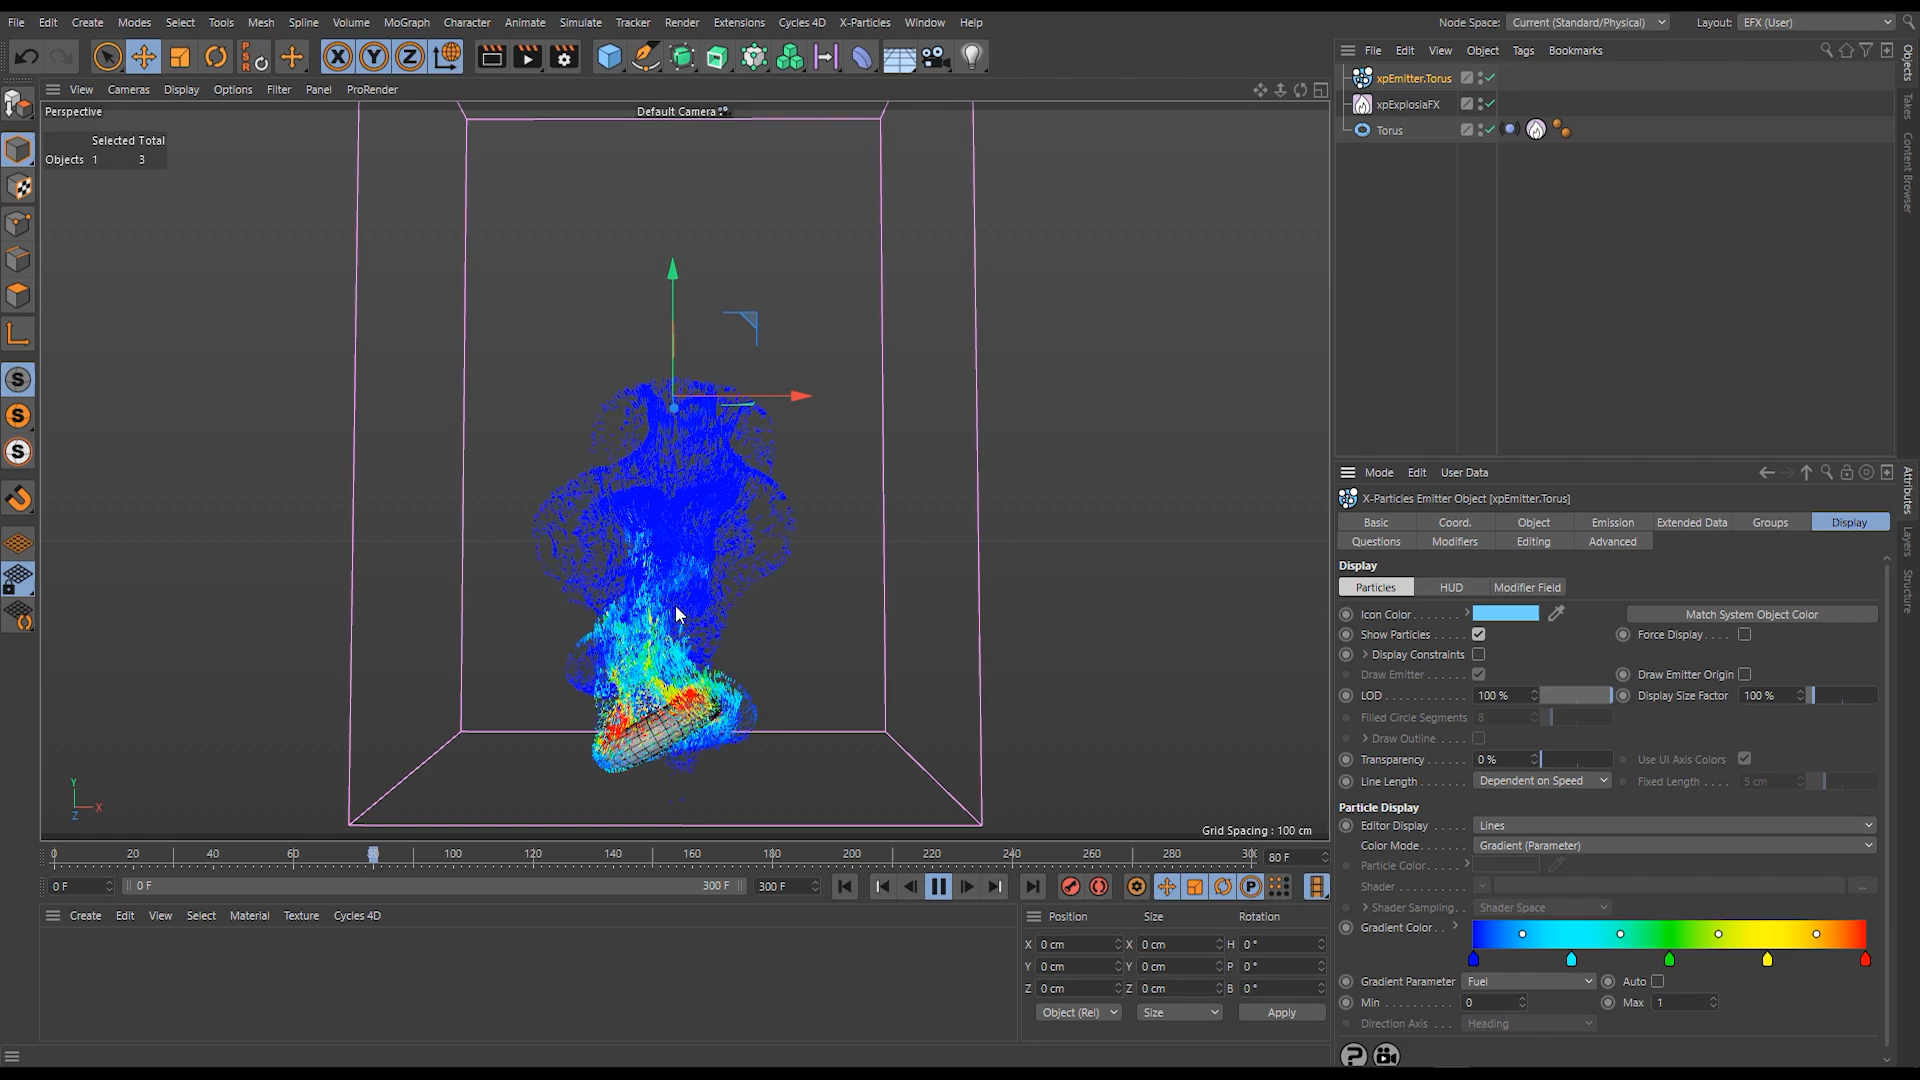 File Edit Create Modes Select Tools Mesh Spline Volume MoGraph Character Animate Simulate Tracker Render Extensions Cycles 4D X-Particles Window Help
Node Space: Current (Standard/Physical) Layout: EFX (User)
PSR X Y Z
File Edit View Object Tags Bookmarks
Objects
Takes
Content Browser
xpEmitter.Torus
xpExplosiaFX
Torus
View Cameras Display Options Filter Panel ProRender
Perspective
Default Camera
Selected Total
Objects 1 3
Y
X
Z
Grid Spacing : 100 cm
S
S
S
0 20 40 60 80 100 120 140 160 180 200 220 240 260 280 80 F
0 F 0 F 300 F 300 F P
Create Edit View Select Material Texture Cycles 4D
Position Size Rotation
X 0 cm X 0 cm H 0 °
Y 0 cm Y 0 cm P 0 °
Z 0 cm Z 0 cm B 0 °
Object (Rel) Size Apply
Mode Edit User Data
Attributes
Layers
Structure
X-Particles Emitter Object [xpEmitter.Torus]
Basic Coord. Object Emission Extended Data Groups Display
Questions Modifiers Editing Advanced
Display
Particles HUD Modifier Field
Icon Color Match System Object Color
Show Particles Force Display
Display Constraints
Draw Emitter Draw Emitter Origin
LOD 100 % Display Size Factor 100 %
Filled Circle Segments 8
Draw Outline
Transparency 0 % Use UI Axis Colors
Line Length Dependent on Speed Fixed Length 5 cm
Particle Display
Editor Display Lines
Color Mode Gradient (Parameter)
Particle Color
Shader ...
Shader Sampling Shader Space
Gradient Color
Gradient Parameter Fuel Auto
Min 0 Max 1
Direction Axis Heading
?